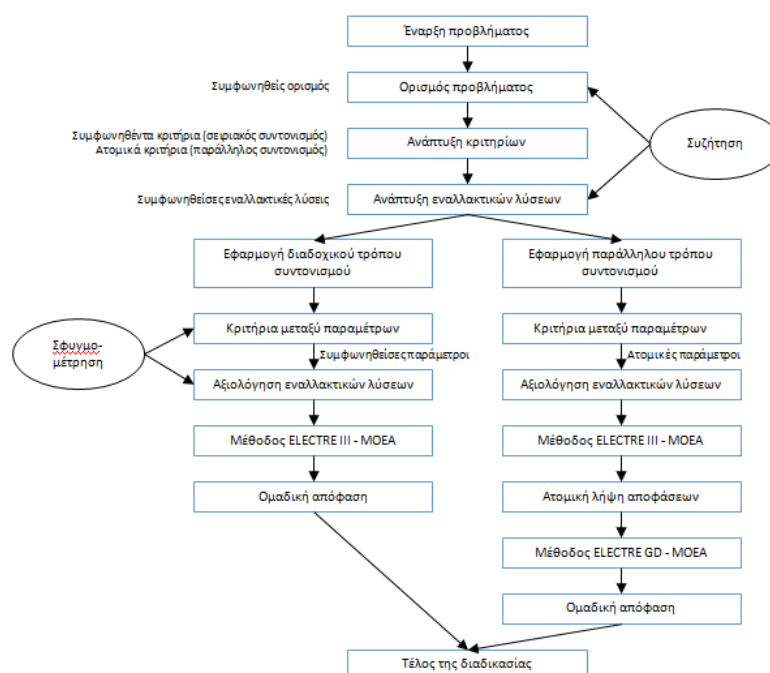 Έναρξη προβλήματος
Συμφωνηθείς ορισμός
Ορισμός προβλήματος
Συμφωνηθέντα κριτήρια (σειριακός συντονισμός)
Ατομικά κριτήρια (παράλληλος συντονισμός)
Ανάπτυξη κριτηρίων
Συζήτηση
Συμφωνηθείσες εναλλακτικές λύσεις
Ανάπτυξη εναλλακτικών λύσεων
Εφαρμογή διαδοχικού τρόπου
συντονισμού
Εφαρμογή παράλληλου τρόπου
συντονισμού
Κριτήρια μεταξύ παραμέτρων
Κριτήρια μεταξύ παραμέτρων
Σφυγμο-
μέτρηση
Συμφωνηθείσες παράμετροι
Ατομικές παράμετροι
Αξιολόγηση εναλλακτικών λύσεων
Αξιολόγηση εναλλακτικών λύσεων
Μέθοδος ELECTRE III - MOEA
Μέθοδος ELECTRE III - MOEA
Ομαδική απόφαση
Ατομική λήψη αποφάσεων
Μέθοδος ELECTRE GD - MOEA
Ομαδική απόφαση
Τέλος της διαδικασίας